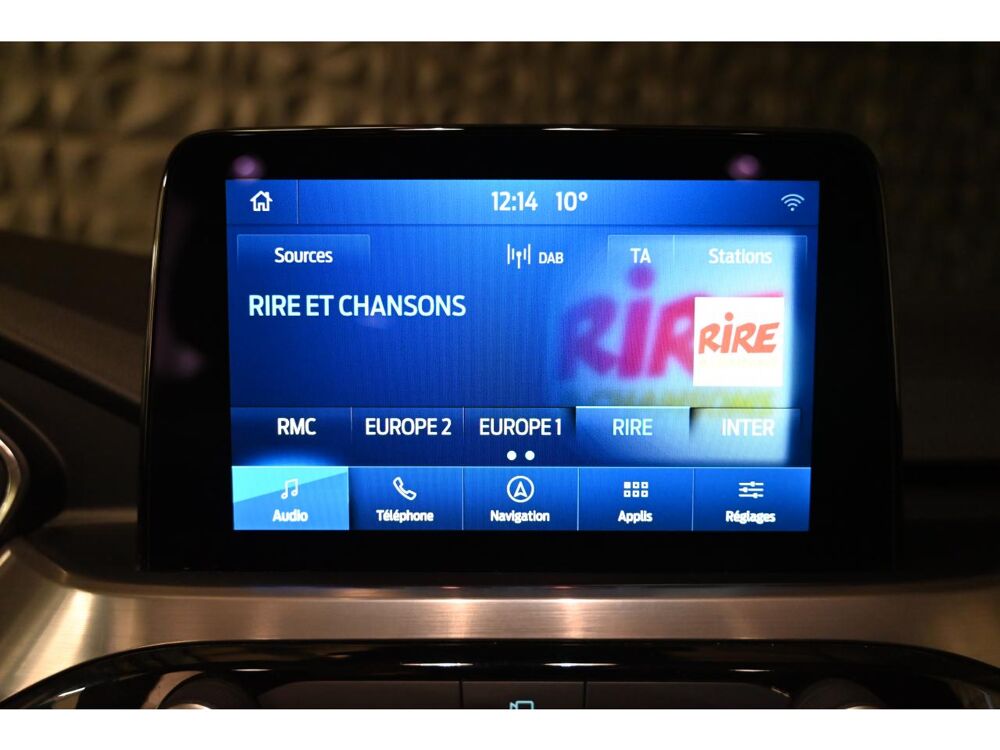 12:14 10°
Sources DAB TA Stations
RIRE ET CHANSONS
RIRE
RMC EUROPE 2 EUROPE 1 RIRE INTER
Audio Téléphone Navigation Applis Réglages